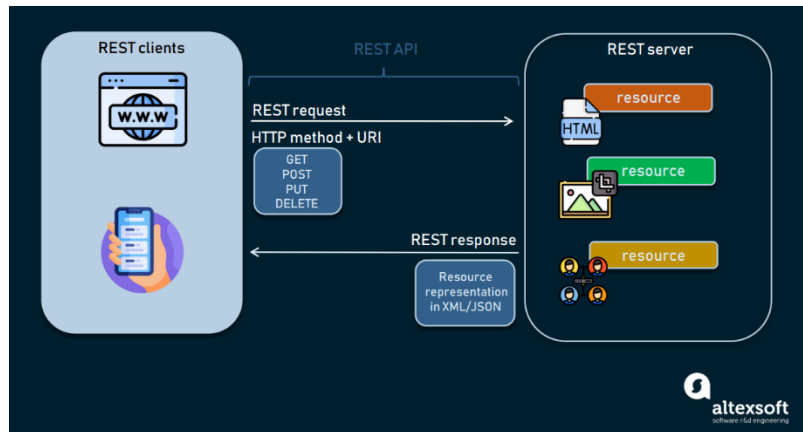 REST clients
REST API
REST server
W.W.W
REST request
HTTP method + URI
GET
POST
PUT
DELETE
REST response
Resource
representation
in XML/JSON
resource
HTML
resource
resource
altexsoft
software r&d engineering